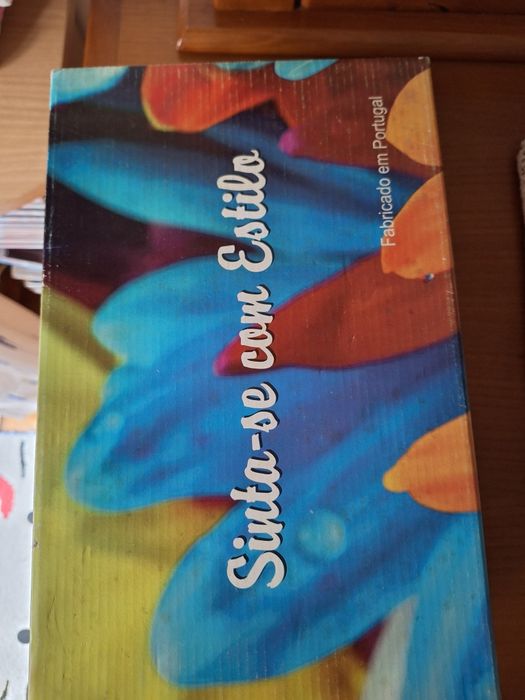 Sinta-se com Estilo
Fabricado em Portugal